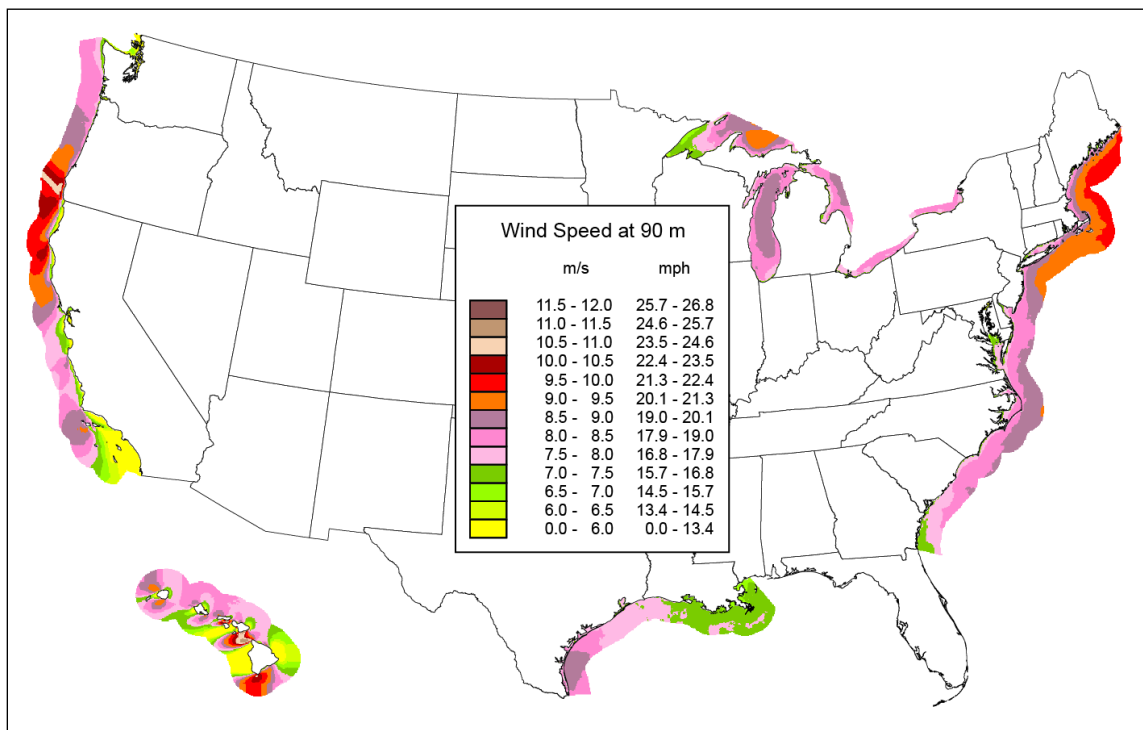 Wind Speed at 90 m
m/s mph
11.5 - 12.0 25.7 - 26.8
11.0 - 11.5 24.6 - 25.7
10.5 - 11.0 23.5 - 24.6
10.0 - 10.5 22.4 - 23.5
9.5 - 10.0 21.3 - 22.4
9.0 - 9.5 20.1 - 21.3
8.5 - 9.0 19.0 - 20.1
8.0 - 8.5 17.9 - 19.0
7.5 - 8.0 16.8 - 17.9
7.0 - 7.5 15.7 - 16.8
6.5 - 7.0 14.5 - 15.7
6.0 - 6.5 13.4 - 14.5
0.0 - 6.0 0.0 - 13.4